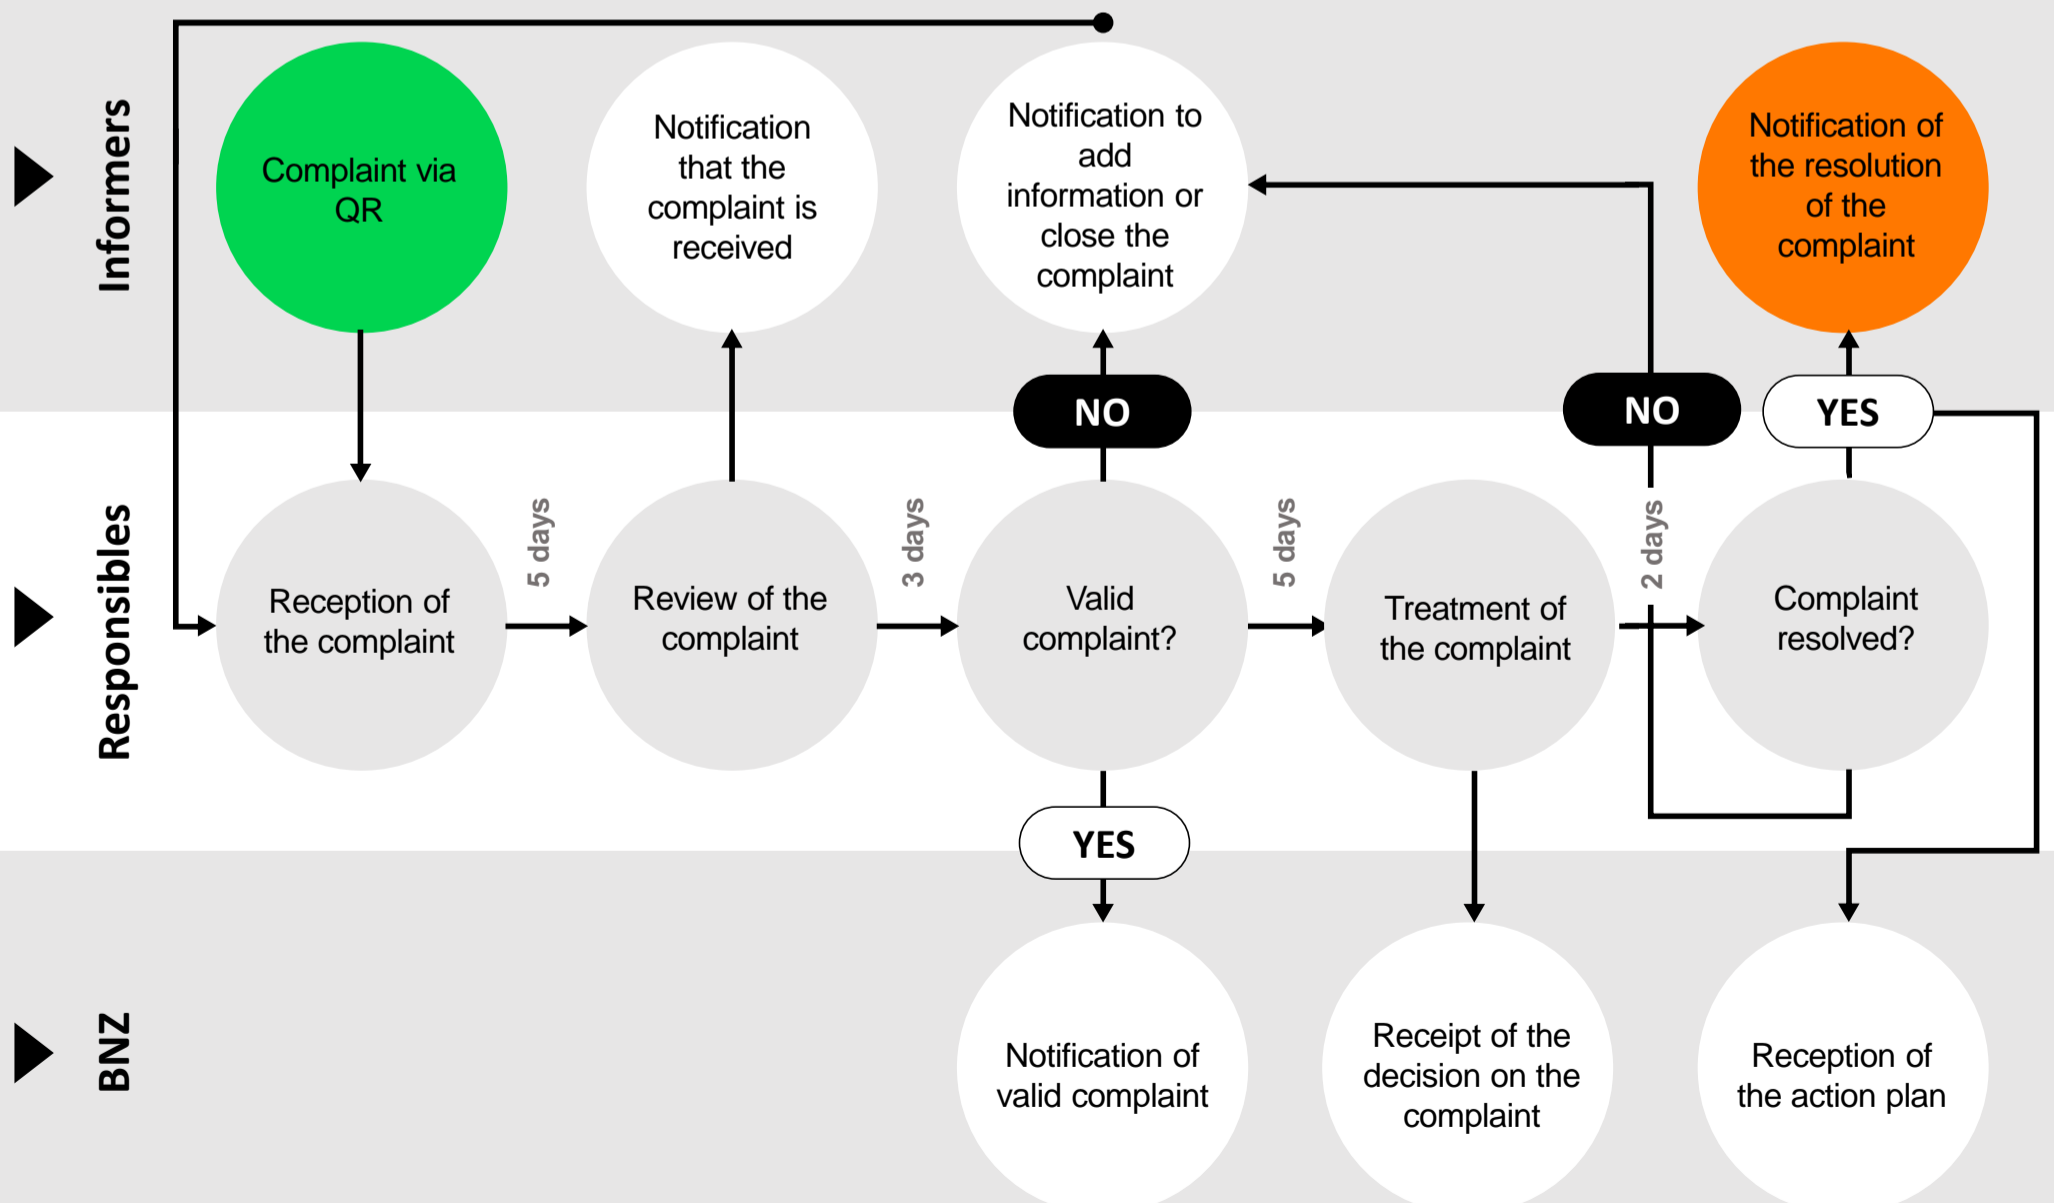 Informers
Complaint via
QR
Notification
that the
complaint is
received
Notification to
add
information or
close the
complaint
Notification of
the resolution
of the
complaint
NO
NO
YES
Responsibles
Reception of
the complaint
5 days
Review of the
complaint
3 days
Valid
complaint?
5 days
Treatment of
the complaint
2 days
Complaint
resolved?
YES
BNZ
Notification of
valid complaint
Receipt of the
decision on the
complaint
Reception of
the action plan